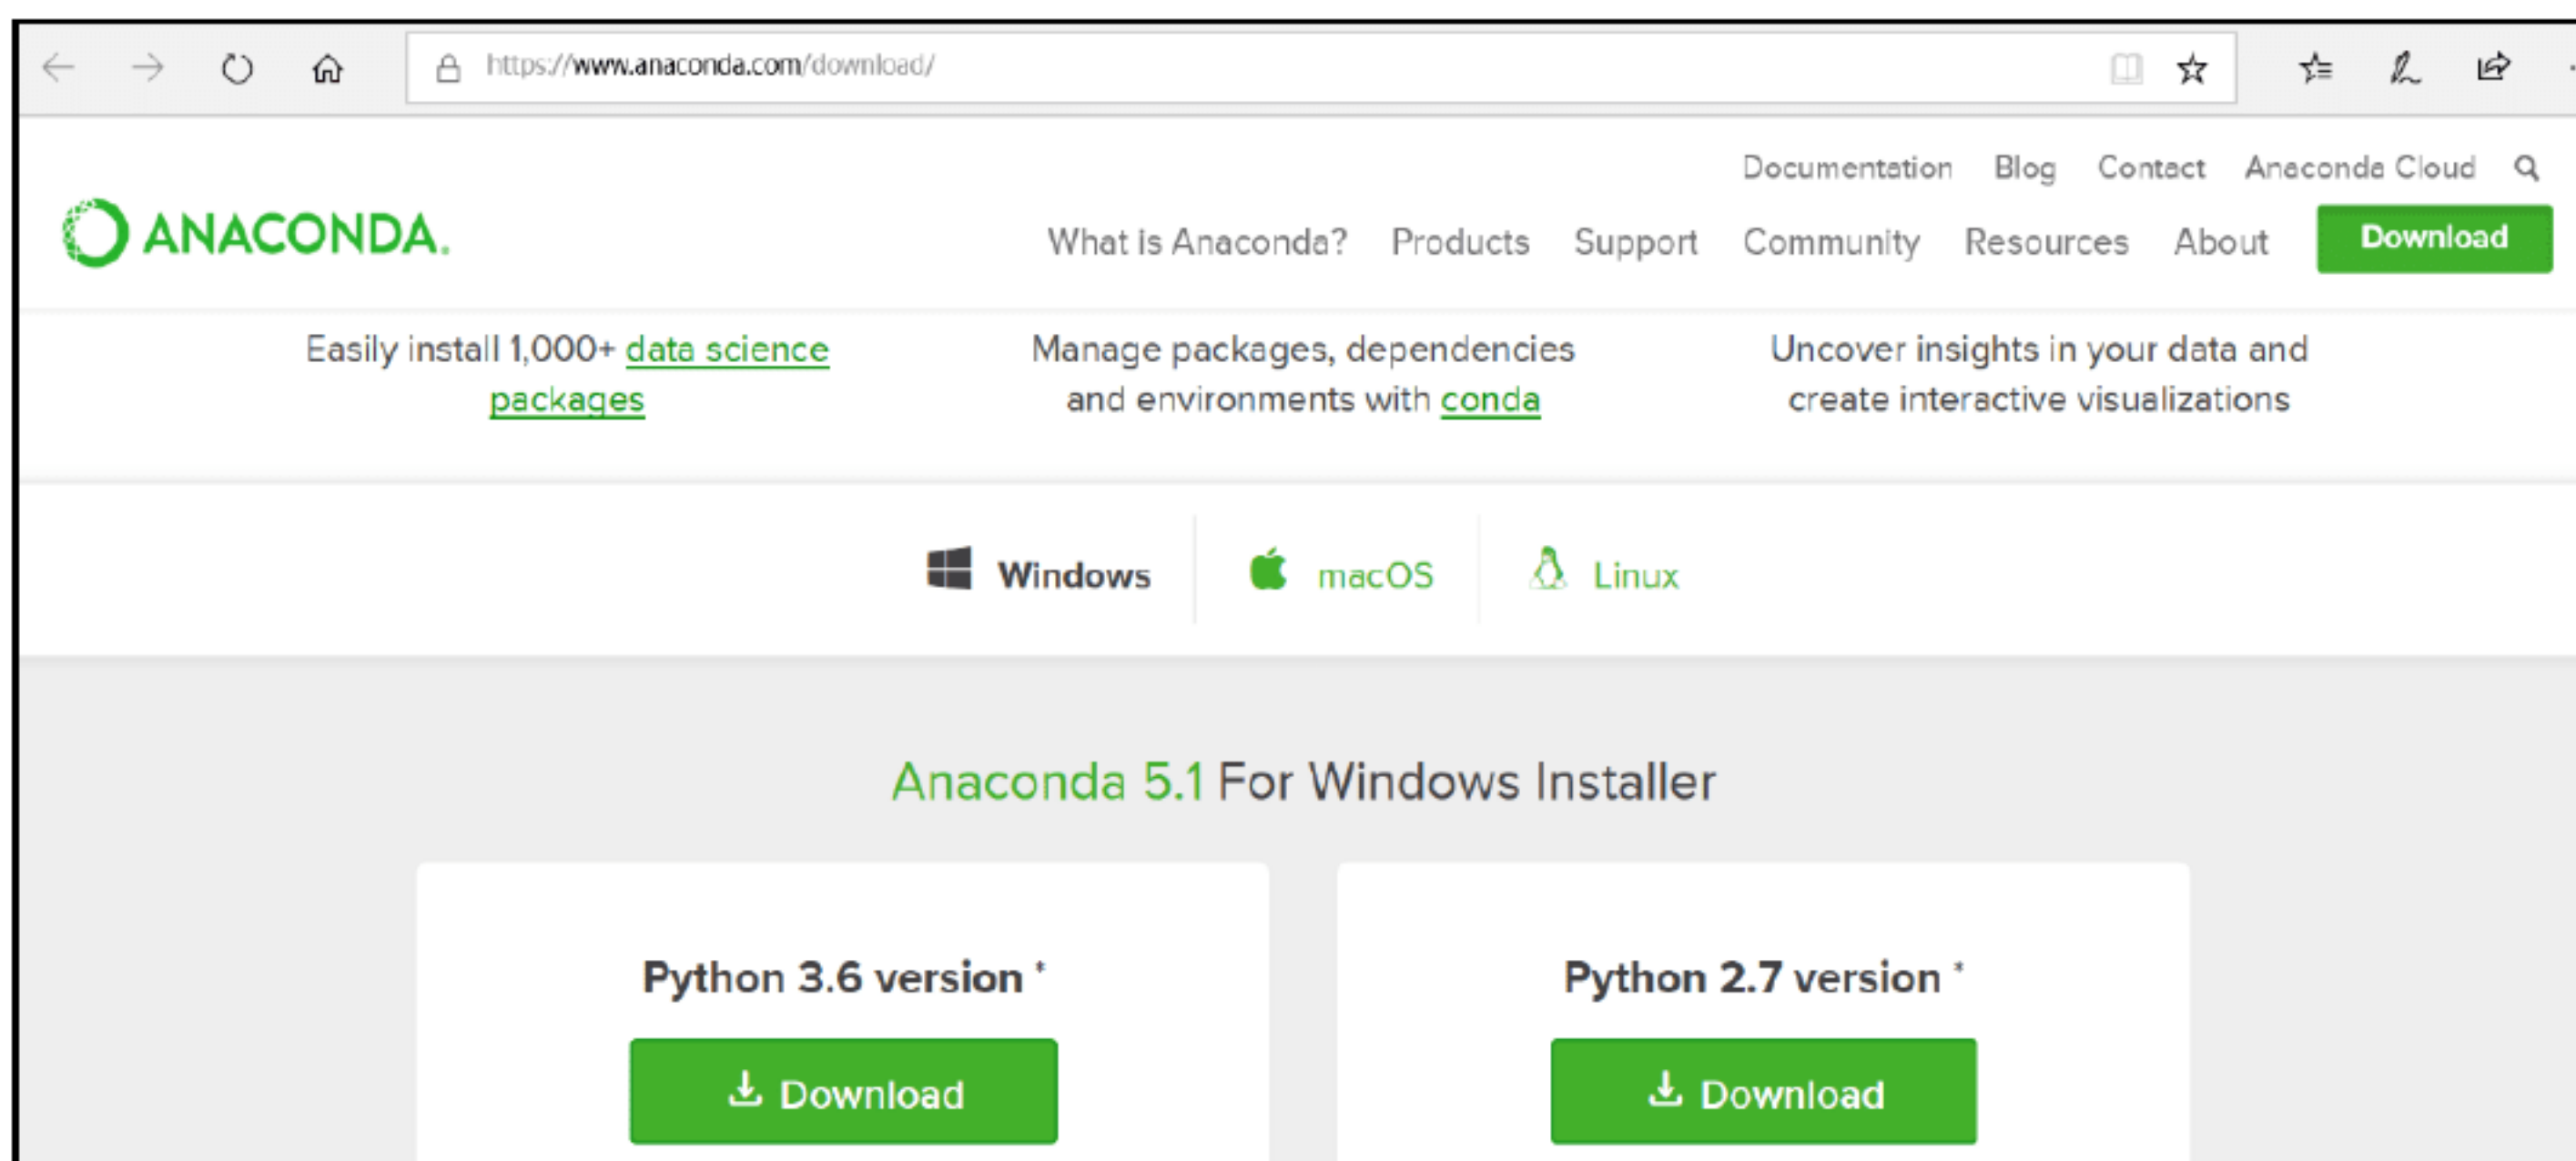 https://www.anaconda.com/download/
Documentation Blog Contact Anaconda Cloud
ANACONDA.
What is Anaconda? Products Support Community Resources About Download
Easily install 1,000+ data science
packages
Manage packages, dependencies
and environments with conda
Uncover insights in your data and
create interactive visualizations
Windows macOS Linux
Anaconda 5.1 For Windows Installer
Python 3.6 version *
Download
Python 2.7 version *
Download